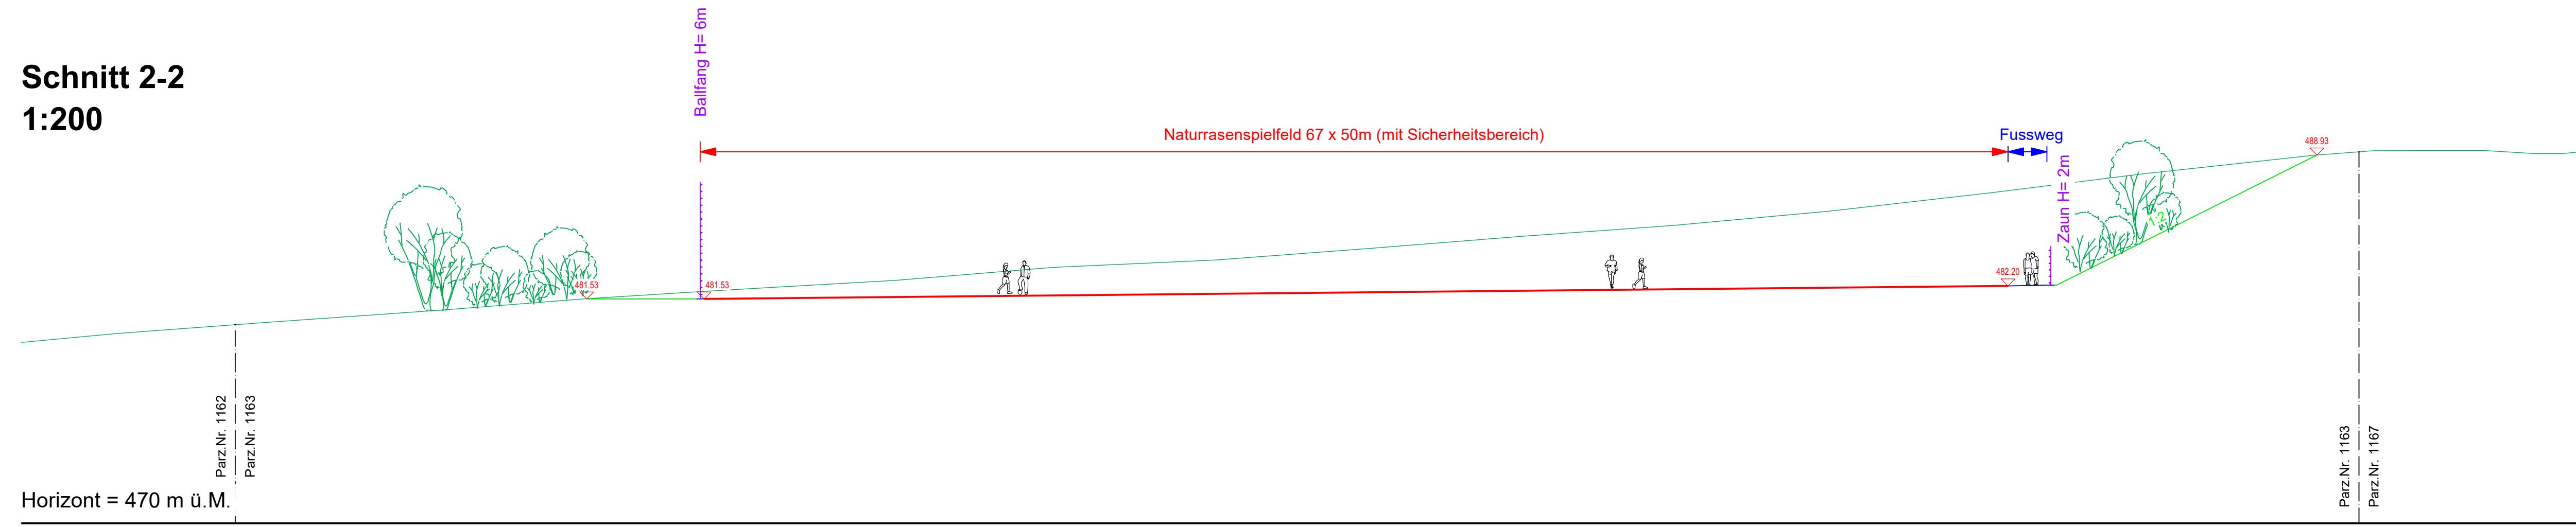 Schnitt 2-2
1:200
Ballfang H= 6m
Naturrasenspielfeld 67 x 50m (mit Sicherheitsbereich)
Fussweg
488.93
Zaun H= 2m
1:2
481.53
481.53
482.20
Parz.Nr. 1162
Parz.Nr. 1163
Parz.Nr. 1163
Parz.Nr. 1167
Horizont = 470 m ü.M.